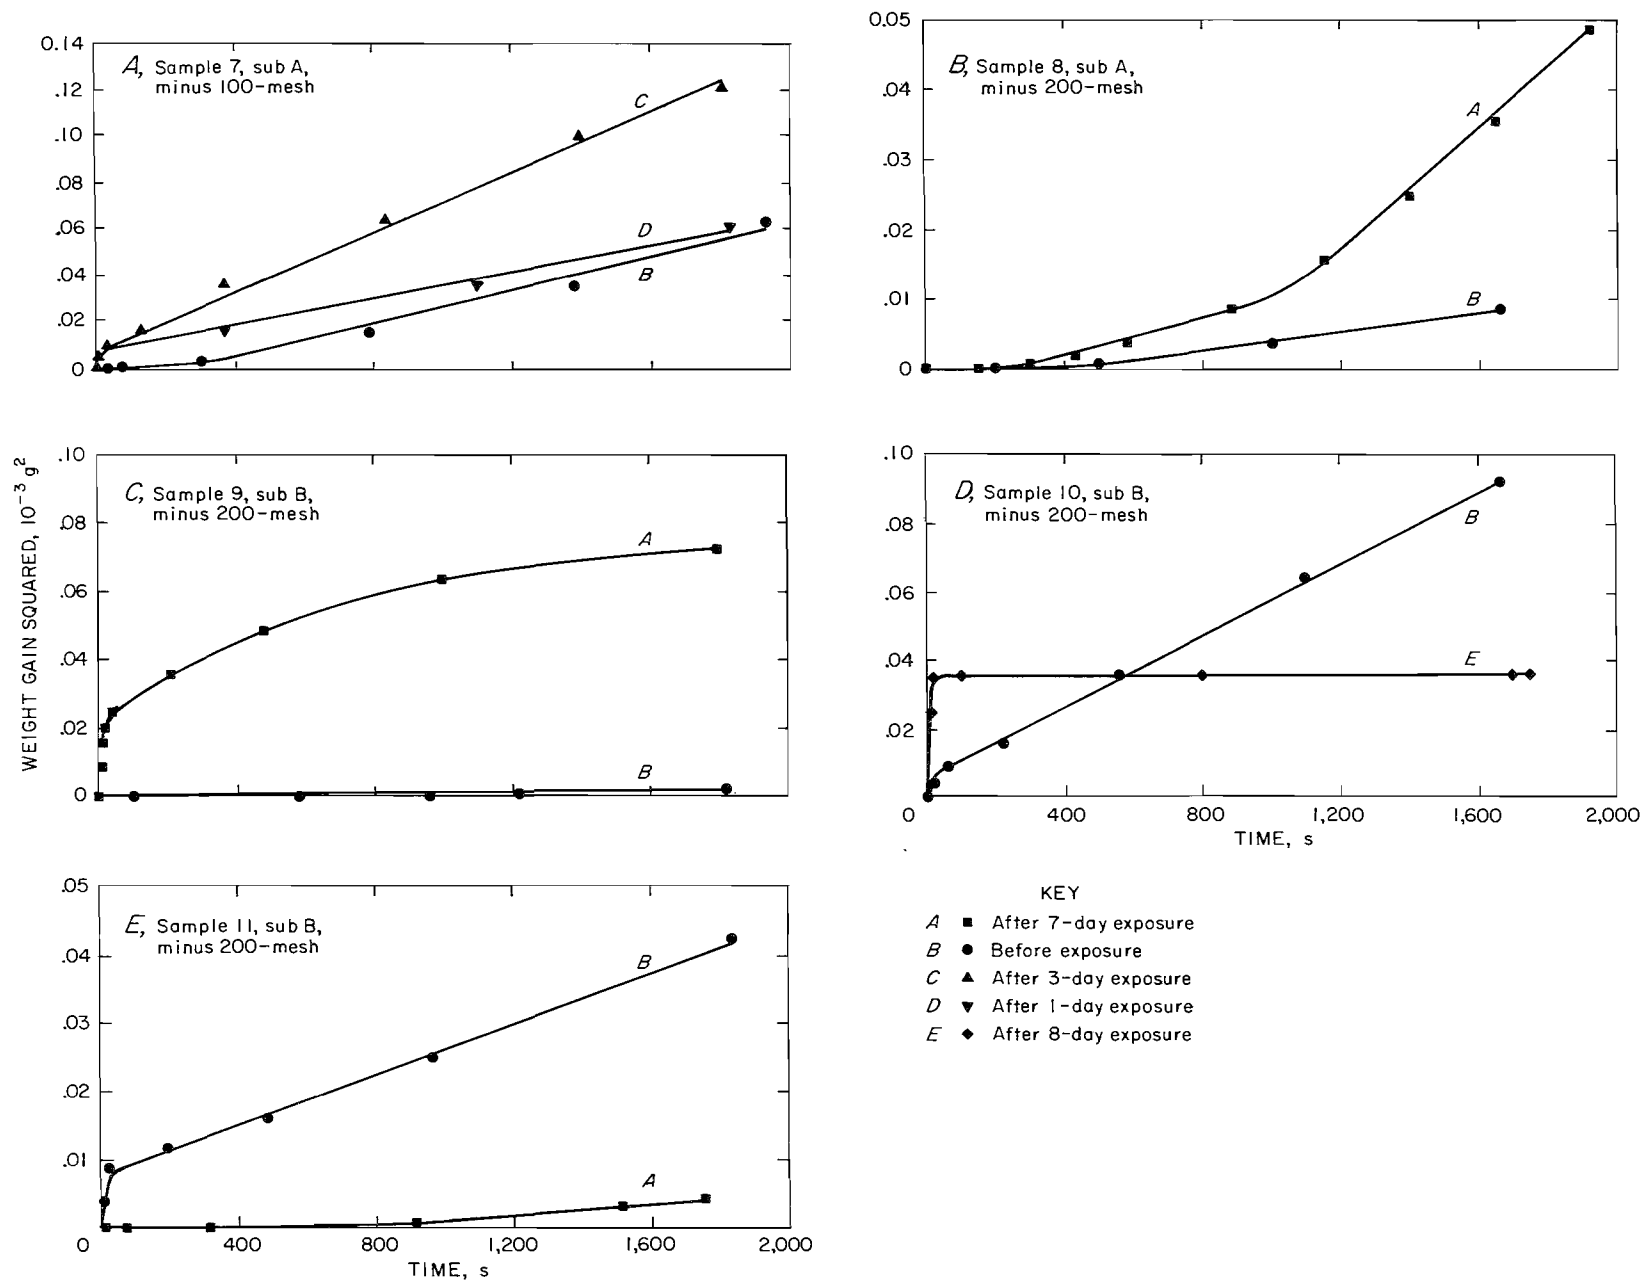 A, Sample 7, sub A,
minus 100-mesh
0.14
.12
.10
.08
.06
.04
.02
0
C
D
B
B, Sample 8, sub A,
minus 200-mesh
0.05
.04
.03
.02
.01
0
A
B
WEIGHT GAIN SQUARED, 10⁻³ g²
C, Sample 9, sub B,
minus 200-mesh
.10
.08
.06
.04
.02
0
A
B
D, Sample 10, sub B,
minus 200-mesh
.10
.08
.06
.04
.02
B
E
0 400 800 1,200 1,600 2,000
TIME, s
E, Sample 11, sub B,
minus 200-mesh
.05
.04
.03
.02
.01
B
A
0 400 800 1,200 1,600 2,000
TIME, s
KEY
A ■ After 7-day exposure
B ● Before exposure
C ▲ After 3-day exposure
D ▼ After 1-day exposure
E ◆ After 8-day exposure